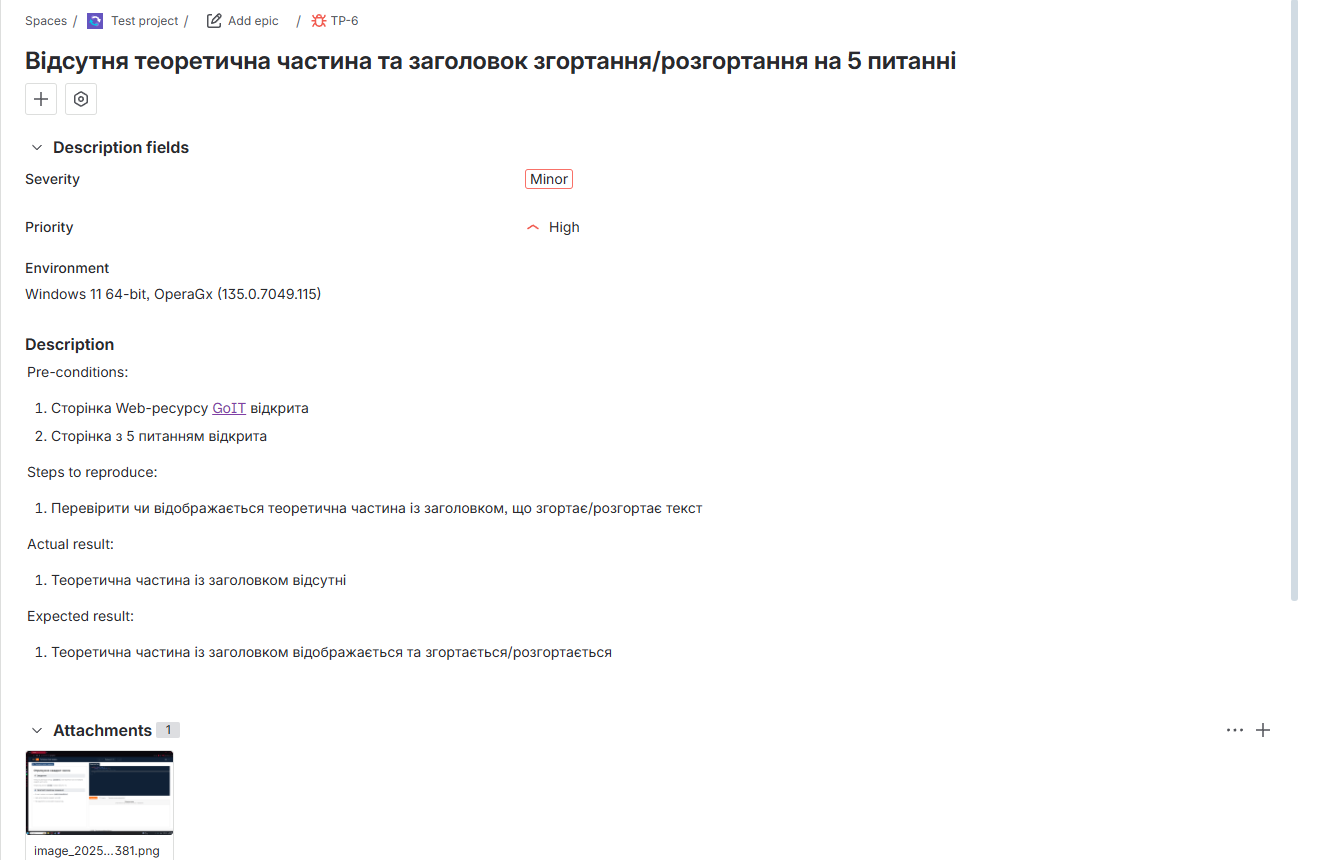 Spaces / Test project / Add epic / TP-6
Відсутня теоретична частина та заголовок згортання/розгортання на 5 питанні
Description fields
Severity Minor
Priority High
Environment
Windows 11 64-bit, OperaGx (135.0.7049.115)
Description
Pre-conditions:
1. Сторінка Web-ресурсу GoIT відкрита
2. Сторінка з 5 питанням відкрита
Steps to reproduce:
1. Перевірити чи відображається теоретична частина із заголовком, що згортає/розгортає текст
Actual result:
1. Теоретична частина із заголовком відсутні
Expected result:
1. Теоретична частина із заголовком відображається та згортається/розгортається
Attachments 1
image_2025...381.png